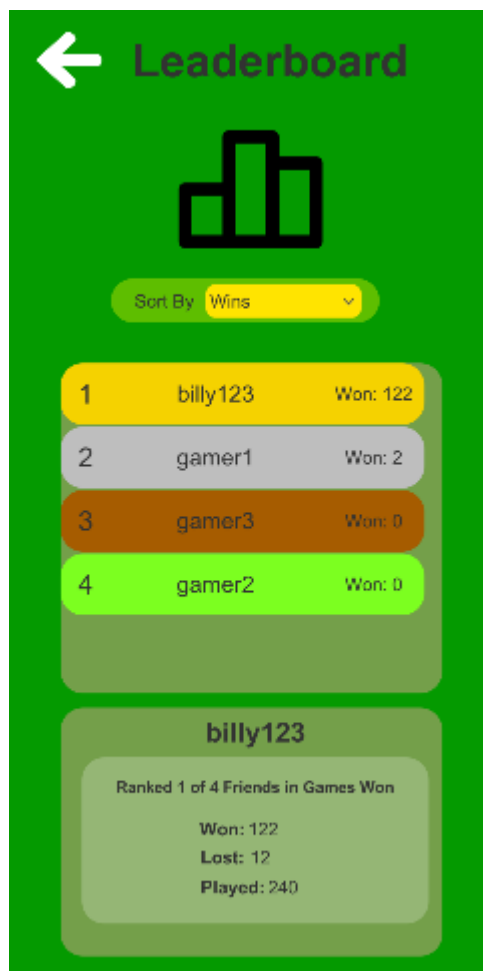 Leaderboard
Sort By Wins
1 billy123 Won: 122
2 gamer1 Won: 2
3 gamer3 Won: 0
4 gamer2 Won: 0
billy123
Ranked 1 of 4 Friends in Games Won
Won: 122
Lost: 12
Played: 240